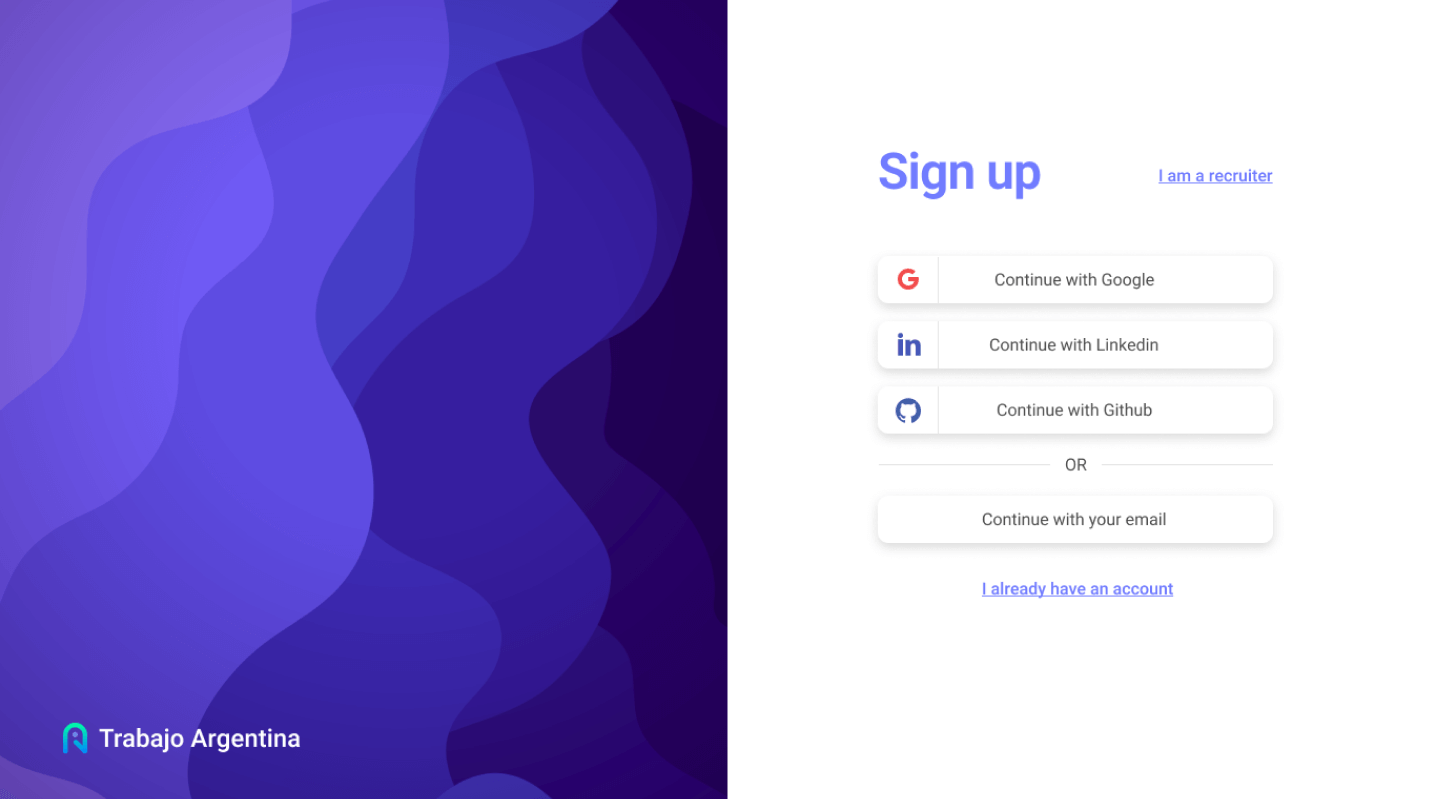 Sign up
I am a recruiter
Continue with Google
Continue with Linkedin
Continue with Github
OR
Continue with your email
I already have an account
Trabajo Argentina